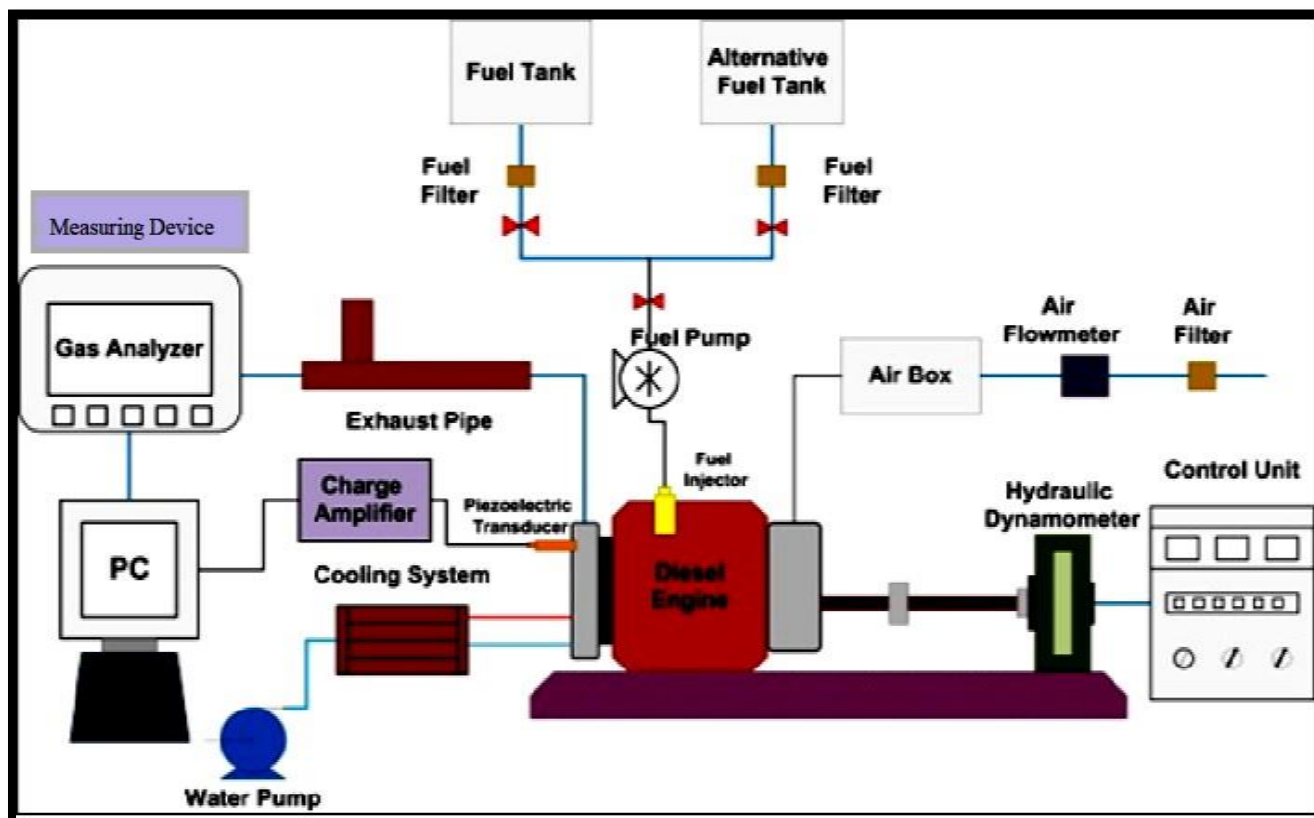 Fuel Tank
Alternative
Fuel Tank
Fuel
Filter
Fuel
Filter
Measuring Device
Gas Analyzer
Fuel Pump
Air
Flowmeter
Air
Filter
Air Box
Exhaust Pipe
Fuel
Injector
Control Unit
Charge
Amplifier
Piezoelectric
Transducer
Hydraulic
Dynamometer
PC
Cooling System
Diesel
Engine
Water Pump